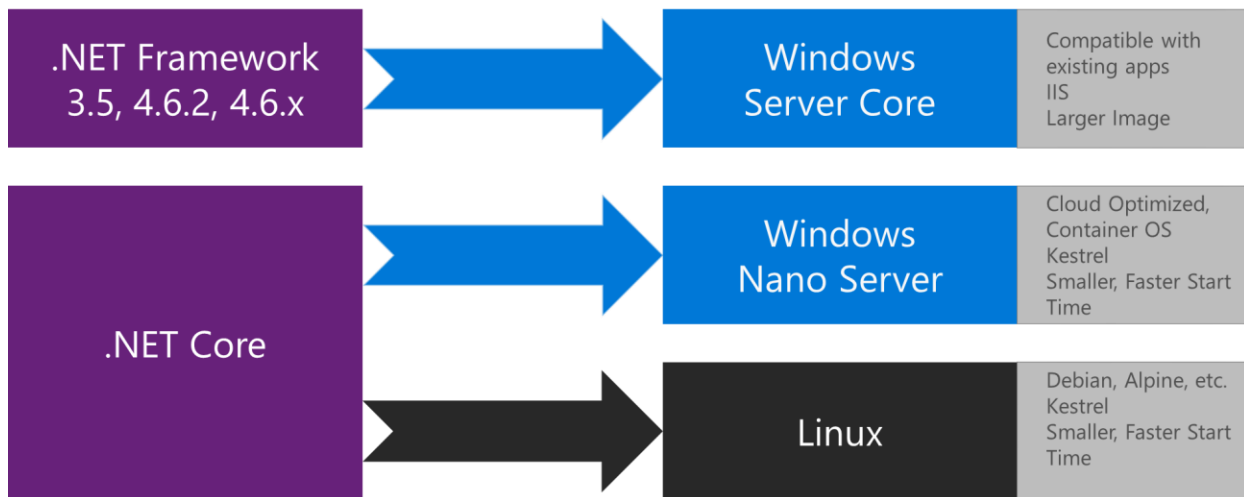 .NET Framework
3.5, 4.6.2, 4.6.x
Windows
Server Core
Compatible with
existing apps
IIS
Larger Image
.NET Core
Windows
Nano Server
Cloud Optimized,
Container OS
Kestrel
Smaller, Faster Start
Time
Linux
Debian, Alpine, etc.
Kestrel
Smaller, Faster Start
Time